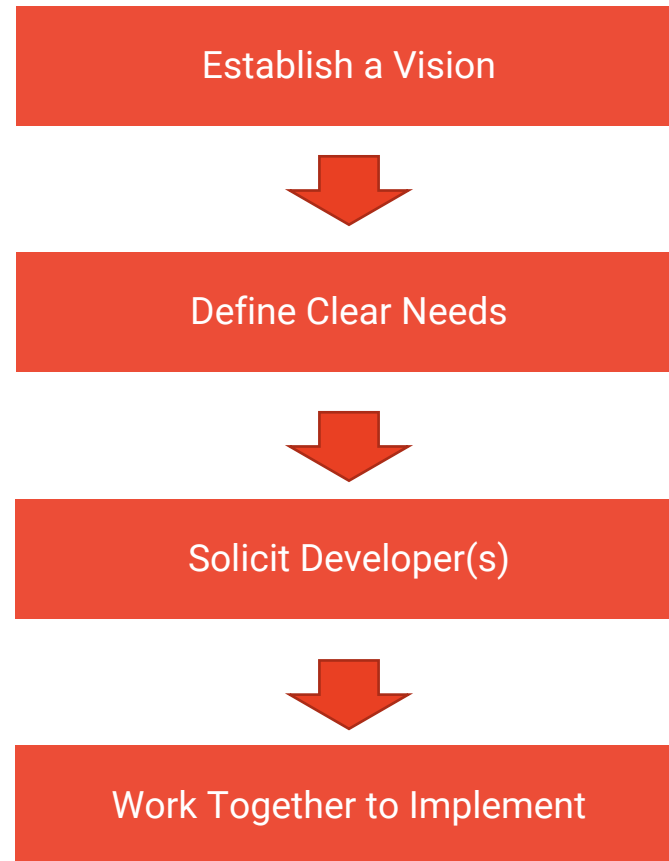 Establish a Vision
Define Clear Needs
Solicit Developer(s)
Work Together to Implement